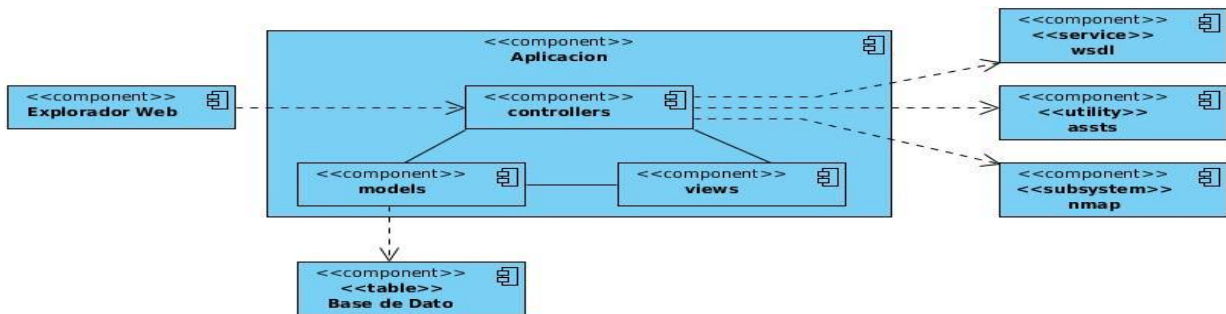 <<component>>
Aplicacion
<<component>>
Explorador Web
<<component>>
controllers
<<component>>
models
<<component>>
views
<<component>>
<<table>>
Base de Dato
<<component>>
<<service>>
wsdl
<<component>>
<<utility>>
assts
<<component>>
<<subsystem>>
nmap